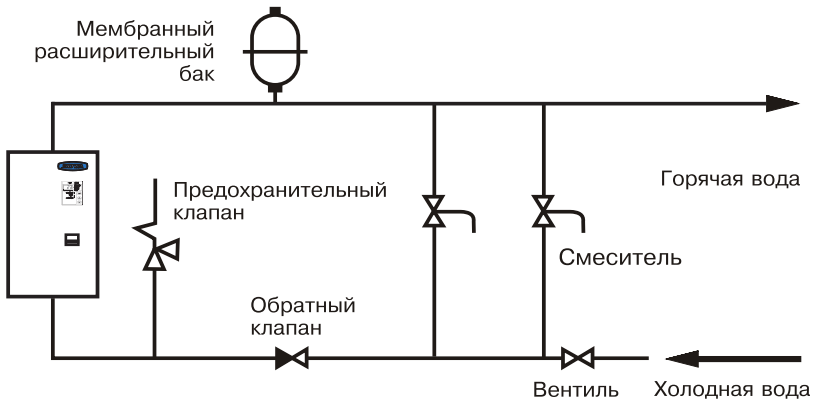 Мембранный
расширительный
бак
Горячая вода
Предохранительный
клапан
Смеситель
Обратный
клапан
Вентиль
Холодная вода